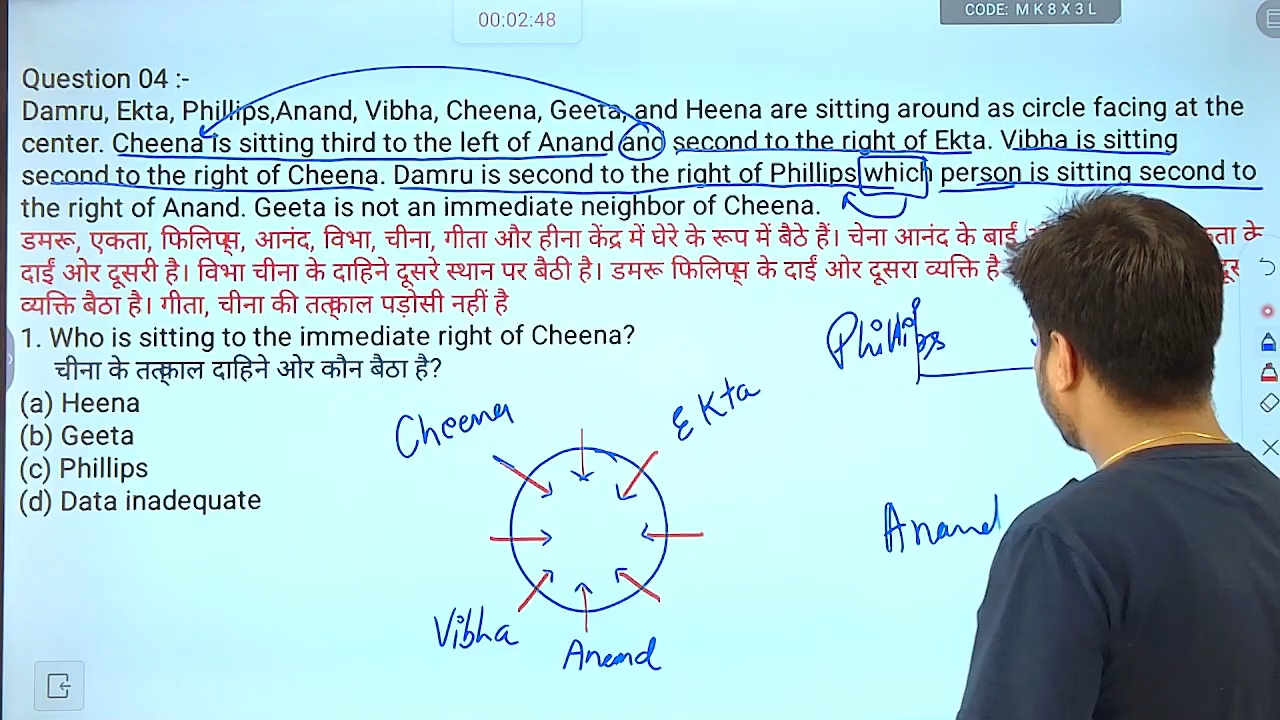 00:02:48
CODE: MK8X3L
Question 04 :-
Damru, Ekta, Phillips,Anand, Vibha, Cheena, Geeta, and Heena are sitting around as circle facing at the
center. Cheena is sitting third to the left of Anand and second to the right of Ekta. Vibha is sitting
second to the right of Cheena. Damru is second to the right of Phillips which person is sitting second to
the right of Anand. Geeta is not an immediate neighbor of Cheena.
डमरू, एकता, फिलिप्स, आनंद, विभा, चीना, गीता और हीना केंद्र में घेरे के रूप में बैठे हैं। चेना आनंद के बाईं
दाईं ओर दूसरी है। विभा चीना के दाहिने दूसरे स्थान पर बैठी है। डमरू फिलिप्स के दाईं ओर दूसरा व्यक्ति है
व्यक्ति बैठा है। गीता, चीना की तत्काल पड़ोसी नहीं है
1. Who is sitting to the immediate right of Cheena?
चीना के तत्काल दाहिने ओर कौन बैठा है?
(a) Heena
(b) Geeta
(c) Phillips
(d) Data inadequate
Phillips
Cheena
Ekta
Anand
Vibha
Anand